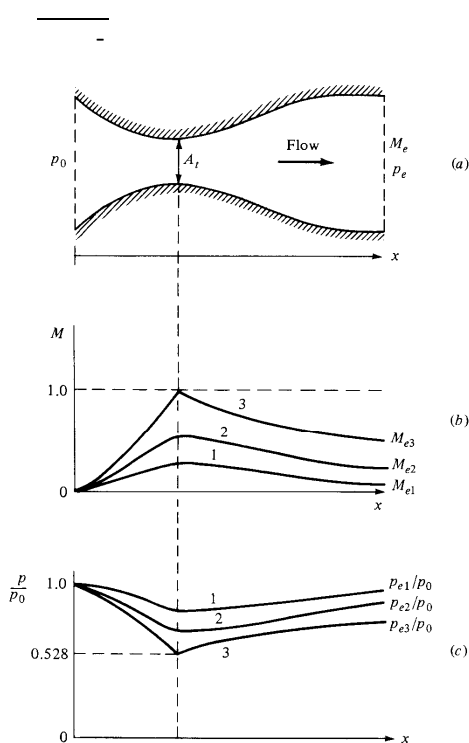 Flow
p₀
Aₜ
Mₑ
pₑ
(a)
x
M
1.0
3
2
1
0
Mₑ₃
Mₑ₂
Mₑ₁
x
(b)
p/p₀
1.0
1
2
3
0.528
0
pₑ₁/p₀
pₑ₂/p₀
pₑ₃/p₀
(c)
x